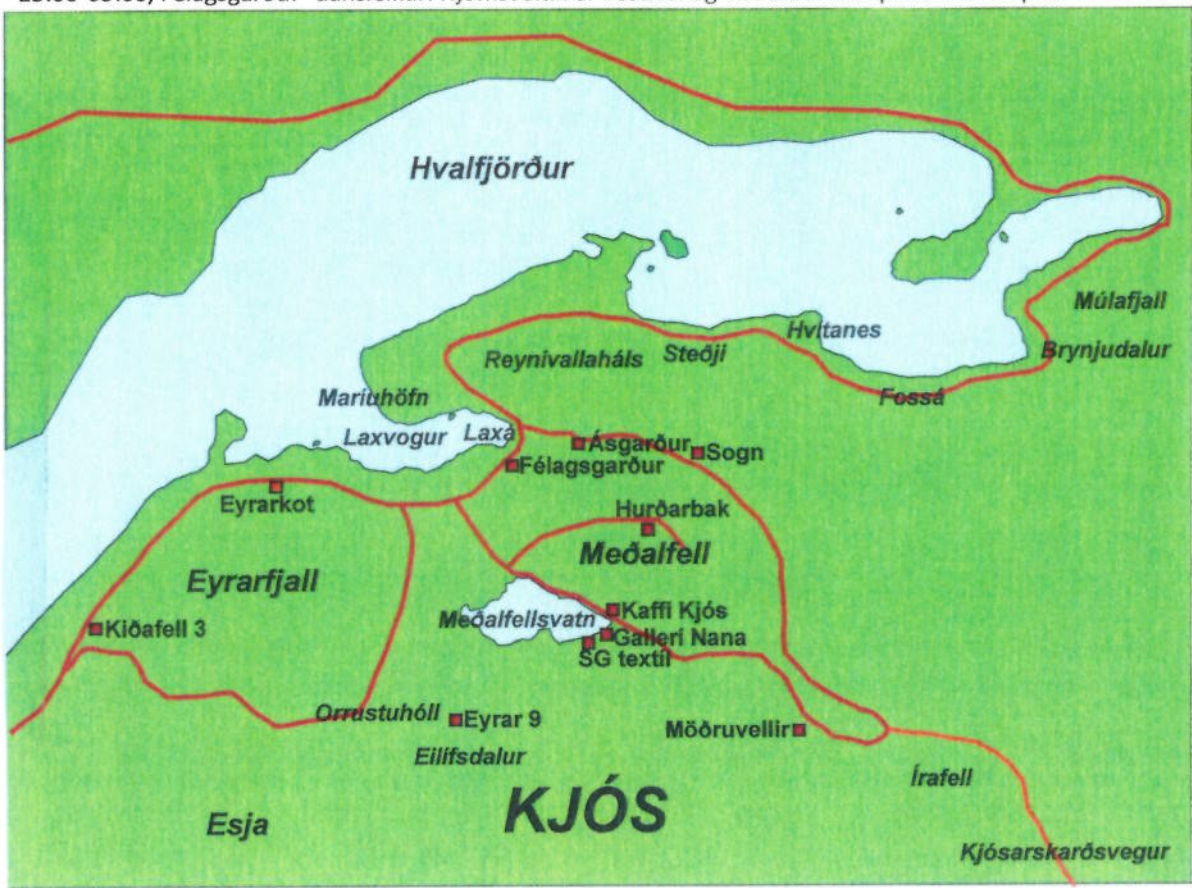 Hvalfjörður
Múlafjall
Hvítanes
Brynjudalur
Reynivallaháls
Steðji
Maríuhöfn
Fossá
Laxvogur
Laxá
Ásgarður
Sogn
Félagsgarður
Eyrarkot
Hurðarbak
Meðalfell
Eyrarfjall
Meðalfellsvatn
Kaffi Kjós
Kiðafell 3
Gallerí Nana
SG textíl
Orrustuhóll
Eyrar 9
Möðruvellir
Eilífsdalur
Írafell
KJÓS
Esja
Kjósarskarðsvegur